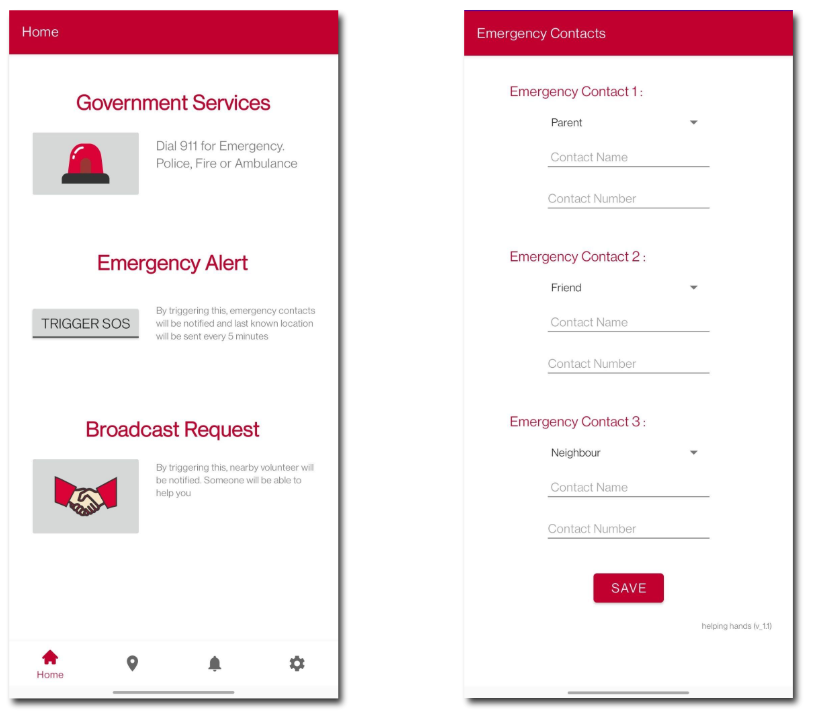 Home
Government Services
Dial 911 for Emergency.
Police, Fire or Ambulance
Emergency Alert
TRIGGER SOS
By triggering this, emergency contacts
will be notified and last known location
will be sent every 5 minutes
Broadcast Request
By triggering this, nearby volunteer will
be notified. Someone will be able to
help you
Home
Emergency Contacts
Emergency Contact 1 :
Parent
Contact Name
Contact Number
Emergency Contact 2 :
Friend
Contact Name
Contact Number
Emergency Contact 3 :
Neighbour
Contact Name
Contact Number
SAVE
helping hands (v_1.1)